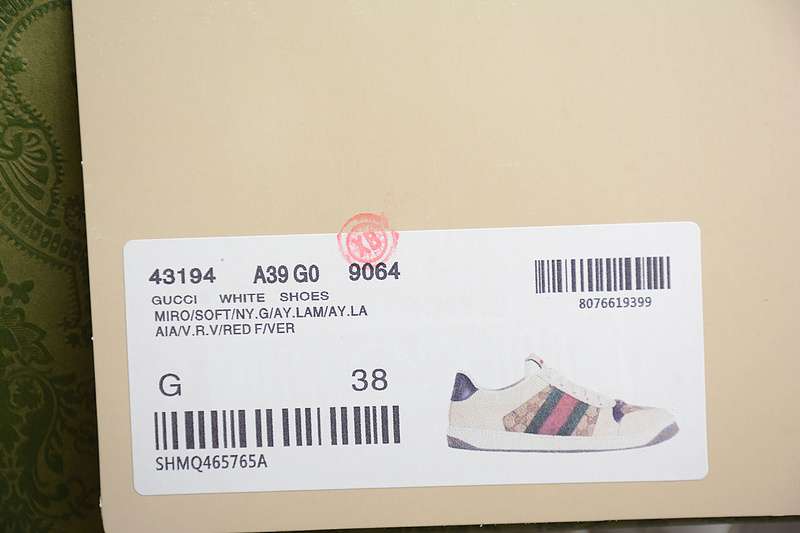 XB
43194 A39 G0 9064
GUCCI WHITE SHOES
MIRO/SOFT/NY.G/AY.LAM/AY.LA
AIA/V.R.V/RED F/VER
8076619399
G 38
SHMQ465765A